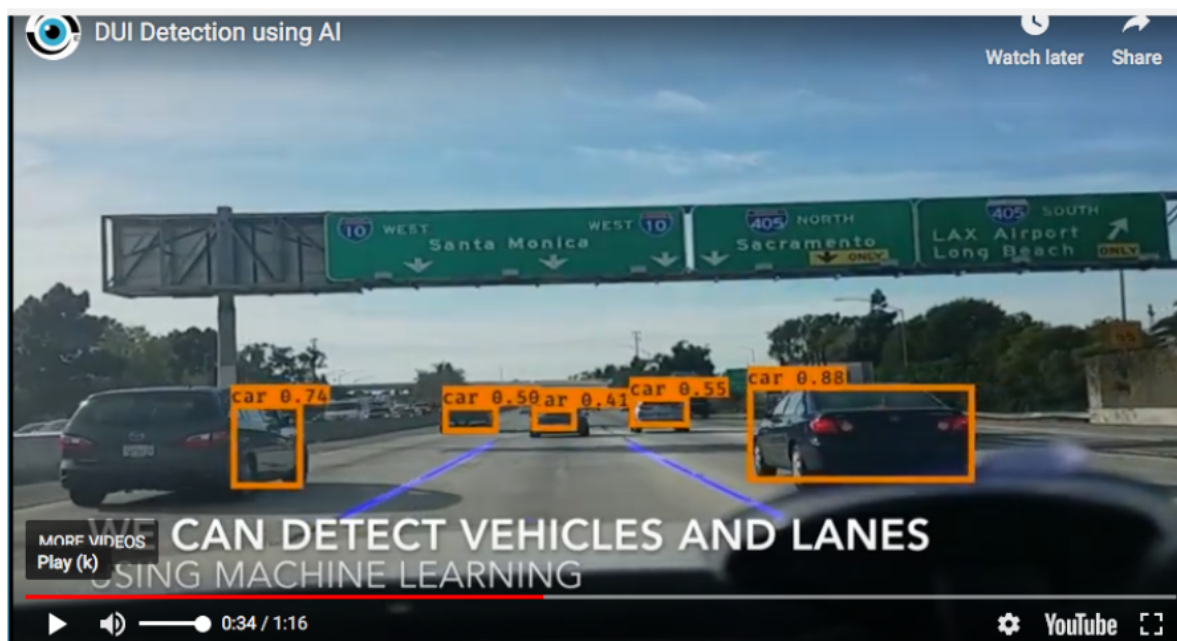 DUI Detection using AI
Watch later
Share
10 WEST
WEST 10
Santa Monica
405 NORTH
Sacramento
ONLY
405 SOUTH
LAX Airport
Long Beach
ONLY
car 0.74
car 0.50
ar 0.41
car 0.55
car 0.88
WE CAN DETECT VEHICLES AND LANES
USING MACHINE LEARNING
MORE VIDEOS
Play (k)
0:34 / 1:16
YouTube